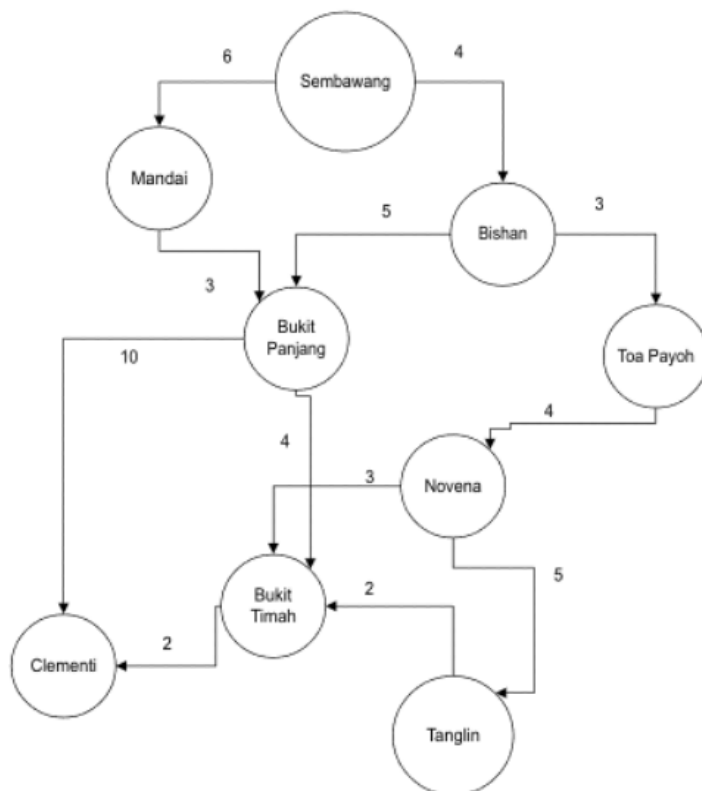 6
4
Sembawang
Mandai
5
3
Bishan
3
Bukit
Panjang
10
Toa Payoh
4
4
3
Novena
5
Bukit
Timah
2
2
Clementi
Tanglin